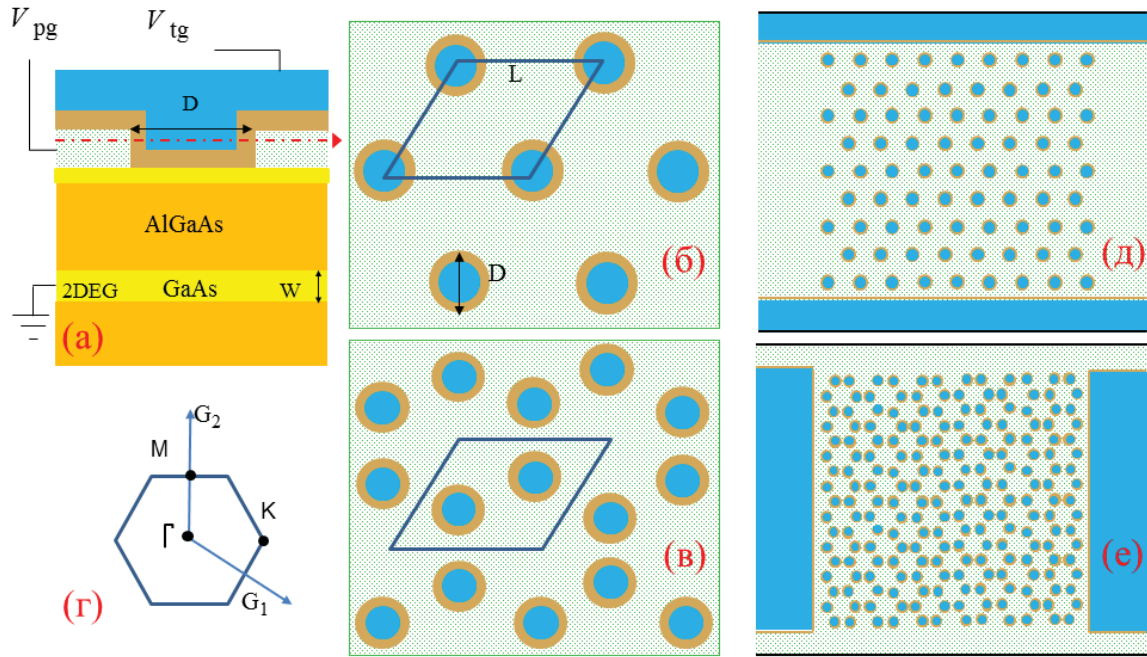 V pg
V tg
D
AlGaAs
2DEG GaAs W
(а)
L
D
(б)
(в)
G2
M
K
Γ
G1
(г)
(д)
(е)